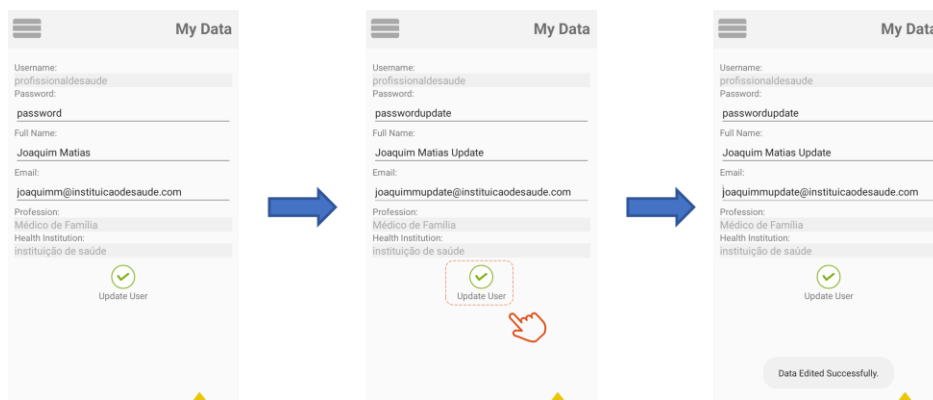 My Data
Username:
profissionaldesaude
Password:
password
Full Name:
Joaquim Matias
Email:
joaquimm@instituicaodesaude.com
Profession:
Médico de Família
Health Institution:
instituição de saúde
Update User
My Data
Username:
profissionaldesaude
Password:
passwordupdate
Full Name:
Joaquim Matias Update
Email:
joaquimmupdate@instituicaodesaude.com
Profession:
Médico de Família
Health Institution:
instituição de saúde
Update User
My Data
Username:
profissionaldesaude
Password:
passwordupdate
Full Name:
Joaquim Matias Update
Email:
joaquimmupdate@instituicaodesaude.com
Profession:
Médico de Família
Health Institution:
instituição de saúde
Update User
Data Edited Successfully.